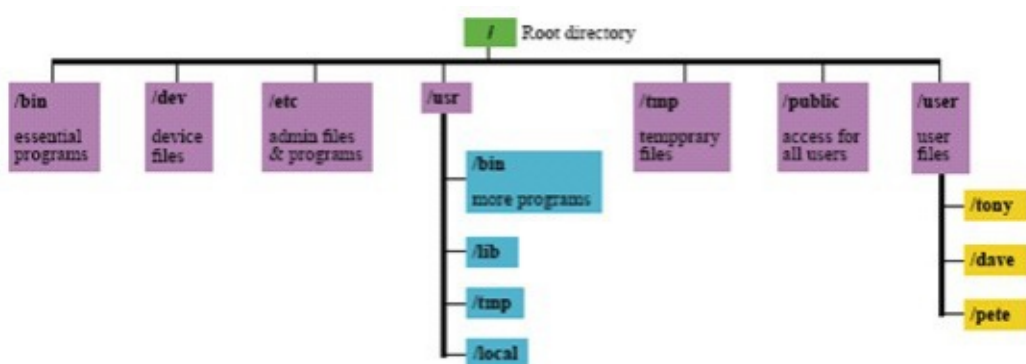 / Root directory
/bin
essential
programs
/dev
device
files
/etc
admin files
& programs
/usr
/tmp
tempprary
files
/public
access for
all users
/user
user
files
/bin
more programs
/lib
/tmp
/local
/tony
/dave
/pete